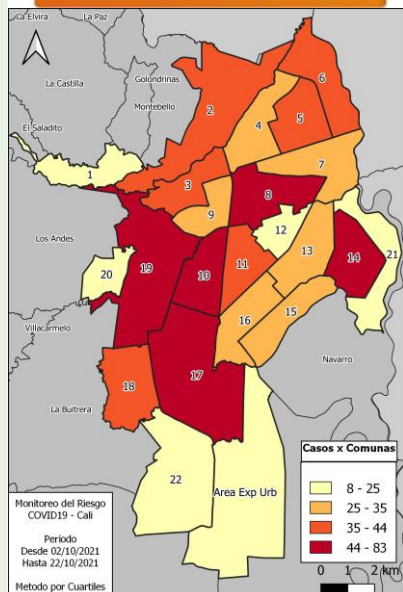 La Elvira
La Paz
La Castilla
Golondrinas
Montebello
El Saladito
Los Andes
Villacarmelo
La Buitrera
Navarro
1
2
3
4
5
6
7
8
9
10
11
12
13
14
15
16
17
18
19
20
21
22
Area Exp Urb
Casos x Comunas
8 - 25
25 - 35
35 - 44
44 - 83
0 1 2 km
Monitoreo del Riesgo
COVID19 - Cali
Período
Desde 02/10/2021
Hasta 22/10/2021
Metodo por Cuartiles